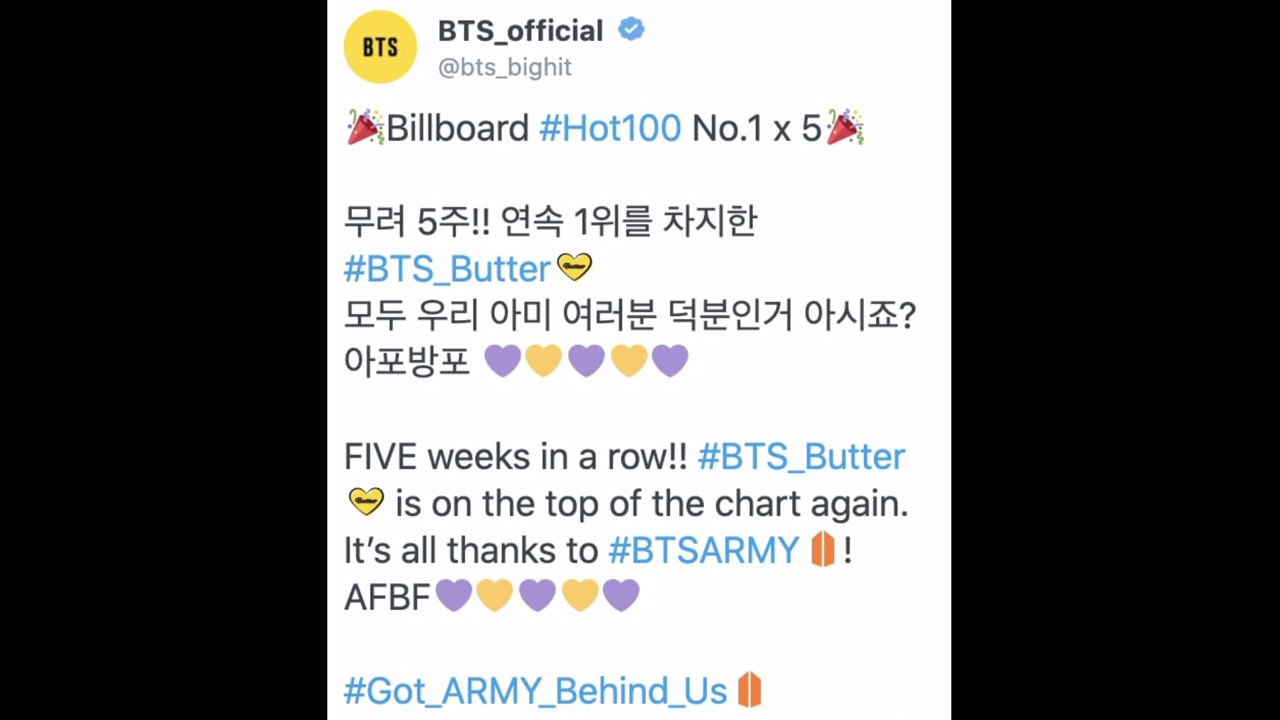 BTS
BTS_official
@bts_bighit
🎉Billboard #Hot100 No.1 x 5🎉
무려 5주!! 연속 1위를 차지한
#BTS_Butter Butter
모두 우리 아미 여러분 덕분인거 아시죠?
아포방포 💜💛💜💛💜
FIVE weeks in a row!! #BTS_Butter
Butter is on the top of the chart again.
It's all thanks to #BTSARMY !
AFBF💜💛💜💛💜
#Got_ARMY_Behind_Us